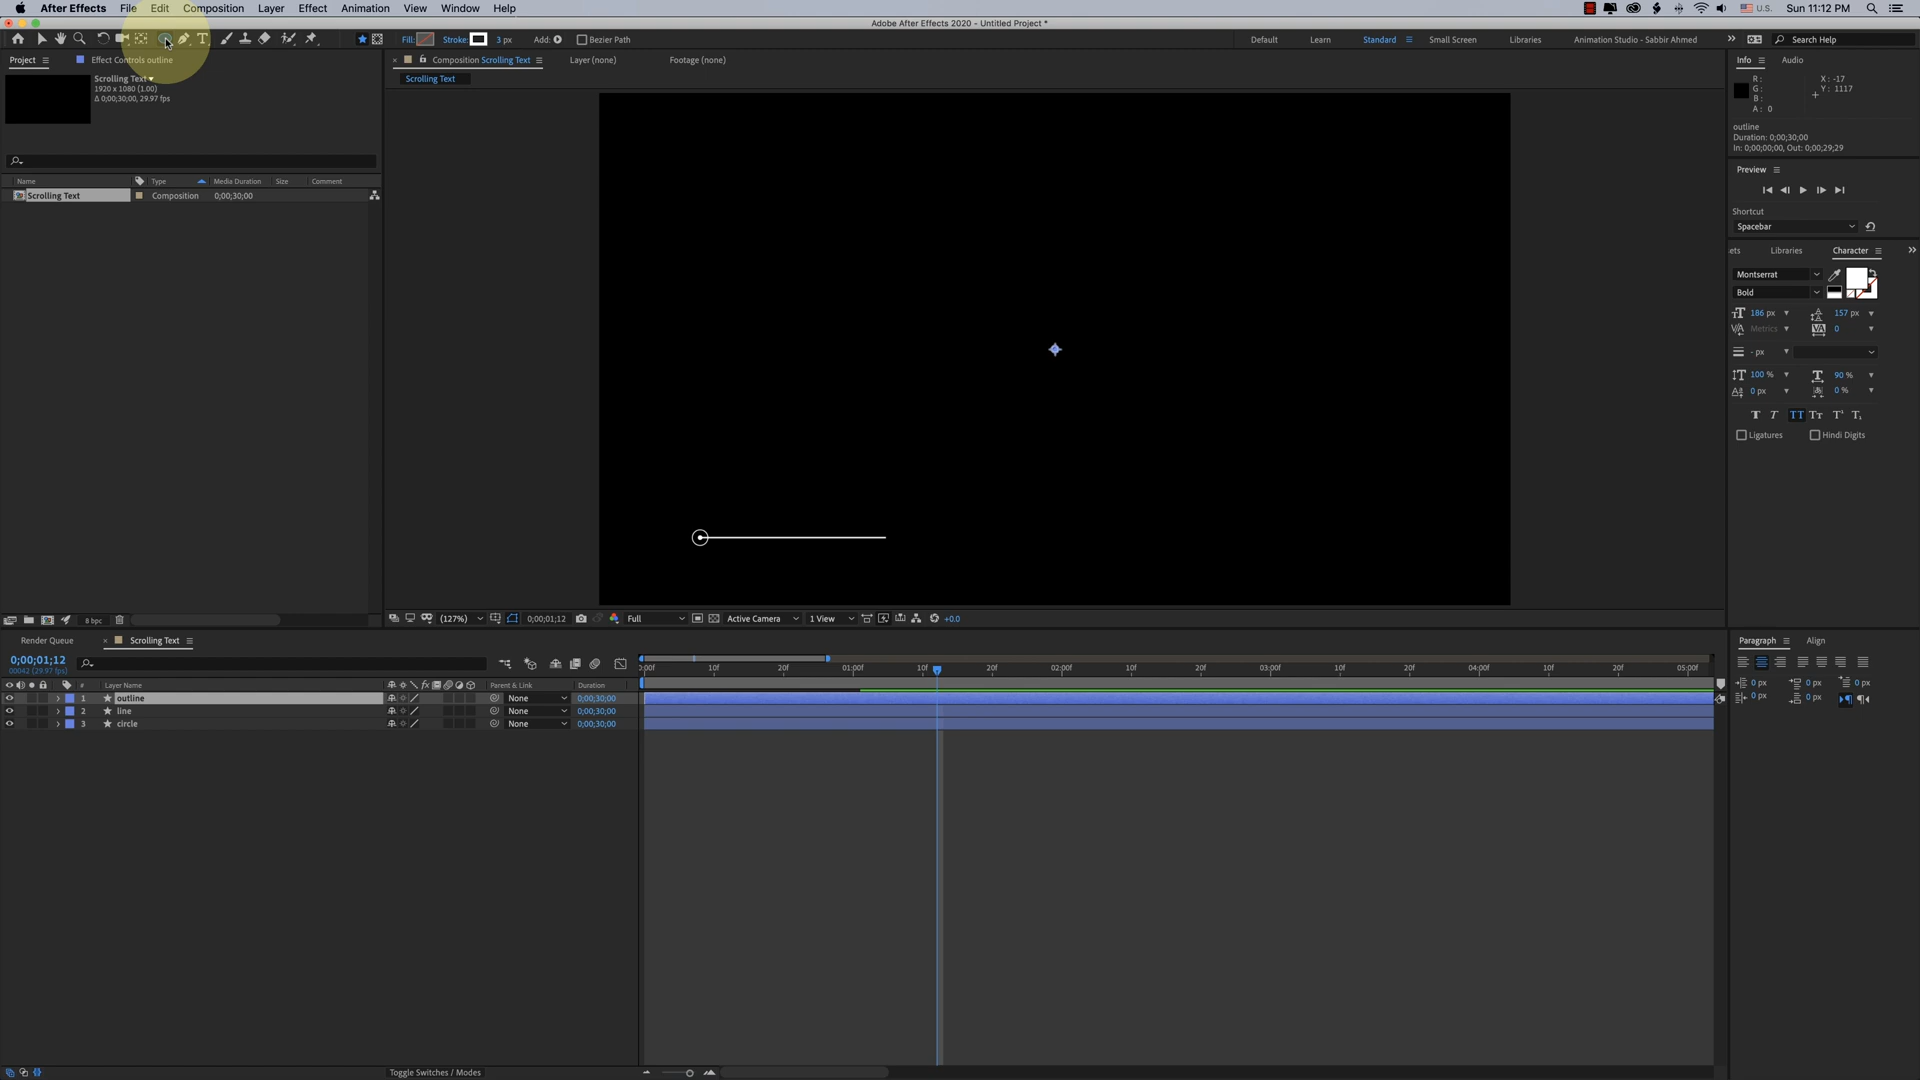 After Effects File Edit Composition Layer Effect Animation View Window Help U.S. Sun 11:12 PM
Adobe After Effects 2020 - Untitled Project *
Fill: Stroke: 3 px Add: Bezier Path Default Learn Standard Small Screen Libraries Animation Studio - Sabbir Ahmed Search Help
Project Effect Controls outline
Composition Scrolling Text Layer (none) Footage (none)
Info Audio
Scrolling Text
1920 x 1080 (1.00)
Δ 0;00;30;00, 29.97 fps
Scrolling Text
R :
G :
B :
A : 0
X : -17
Y : 1117
outline
Duration: 0;00;30;00
In: 0;00;00;00, Out: 0;00;29;29
Preview
Shortcut
Spacebar
Name Type Media Duration Size Comment
Scrolling Text Composition 0;00;30;00
ets Libraries Character
Montserrat
Bold
186 px 157 px
Metrics 0
- px
100 % 90 %
0 px 0 %
Ligatures Hindi Digits
8 bpc
(127%) 0;00;01;12 Full Active Camera 1 View +0.0
Render Queue Scrolling Text
Paragraph Align
0;00;01;12
00042 (29.97 fps)
:00f 10f 20f 01:00f 10f 20f 02:00f 10f 20f 03:00f 10f 20f 04:00f 10f 20f 05:00f
# Layer Name Parent & Link Duration
1 outline None 0;00;30;00
2 line None 0;00;30;00
3 circle None 0;00;30;00
0 px 0 px 0 px
0 px 0 px
Toggle Switches / Modes